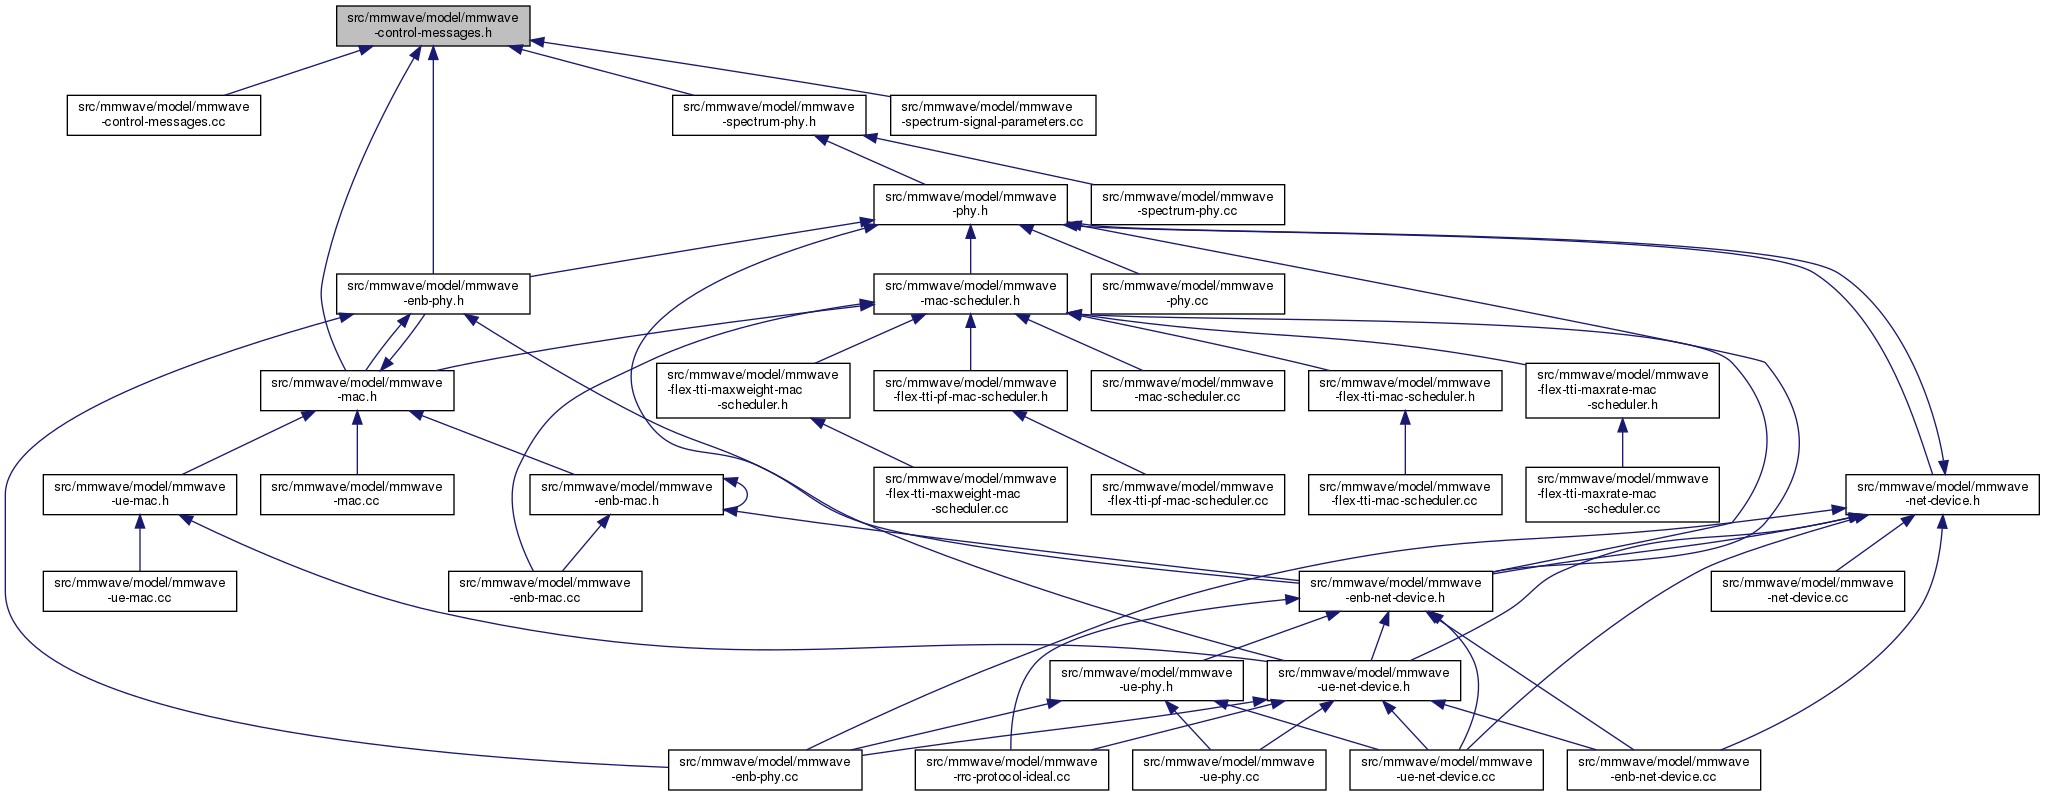 src/mmwave/model/mmwave
-control-messages.h
src/mmwave/model/mmwave
-control-messages.cc
src/mmwave/model/mmwave
-spectrum-phy.h
src/mmwave/model/mmwave
-spectrum-signal-parameters.cc
src/mmwave/model/mmwave
-phy.h
src/mmwave/model/mmwave
-spectrum-phy.cc
src/mmwave/model/mmwave
-enb-phy.h
src/mmwave/model/mmwave
-mac-scheduler.h
src/mmwave/model/mmwave
-phy.cc
src/mmwave/model/mmwave
-mac.h
src/mmwave/model/mmwave
-flex-tti-maxweight-mac
-scheduler.h
src/mmwave/model/mmwave
-flex-tti-pf-mac-scheduler.h
src/mmwave/model/mmwave
-mac-scheduler.cc
src/mmwave/model/mmwave
-flex-tti-mac-scheduler.h
src/mmwave/model/mmwave
-flex-tti-maxrate-mac
-scheduler.h
src/mmwave/model/mmwave
-ue-mac.h
src/mmwave/model/mmwave
-mac.cc
src/mmwave/model/mmwave
-enb-mac.h
src/mmwave/model/mmwave
-flex-tti-maxweight-mac
-scheduler.cc
src/mmwave/model/mmwave
-flex-tti-pf-mac-scheduler.cc
src/mmwave/model/mmwave
-flex-tti-mac-scheduler.cc
src/mmwave/model/mmwave
-flex-tti-maxrate-mac
-scheduler.cc
src/mmwave/model/mmwave
-net-device.h
src/mmwave/model/mmwave
-ue-mac.cc
src/mmwave/model/mmwave
-enb-mac.cc
src/mmwave/model/mmwave
-enb-net-device.h
src/mmwave/model/mmwave
-net-device.cc
src/mmwave/model/mmwave
-ue-phy.h
src/mmwave/model/mmwave
-ue-net-device.h
src/mmwave/model/mmwave
-enb-phy.cc
src/mmwave/model/mmwave
-rrc-protocol-ideal.cc
src/mmwave/model/mmwave
-ue-phy.cc
src/mmwave/model/mmwave
-ue-net-device.cc
src/mmwave/model/mmwave
-enb-net-device.cc